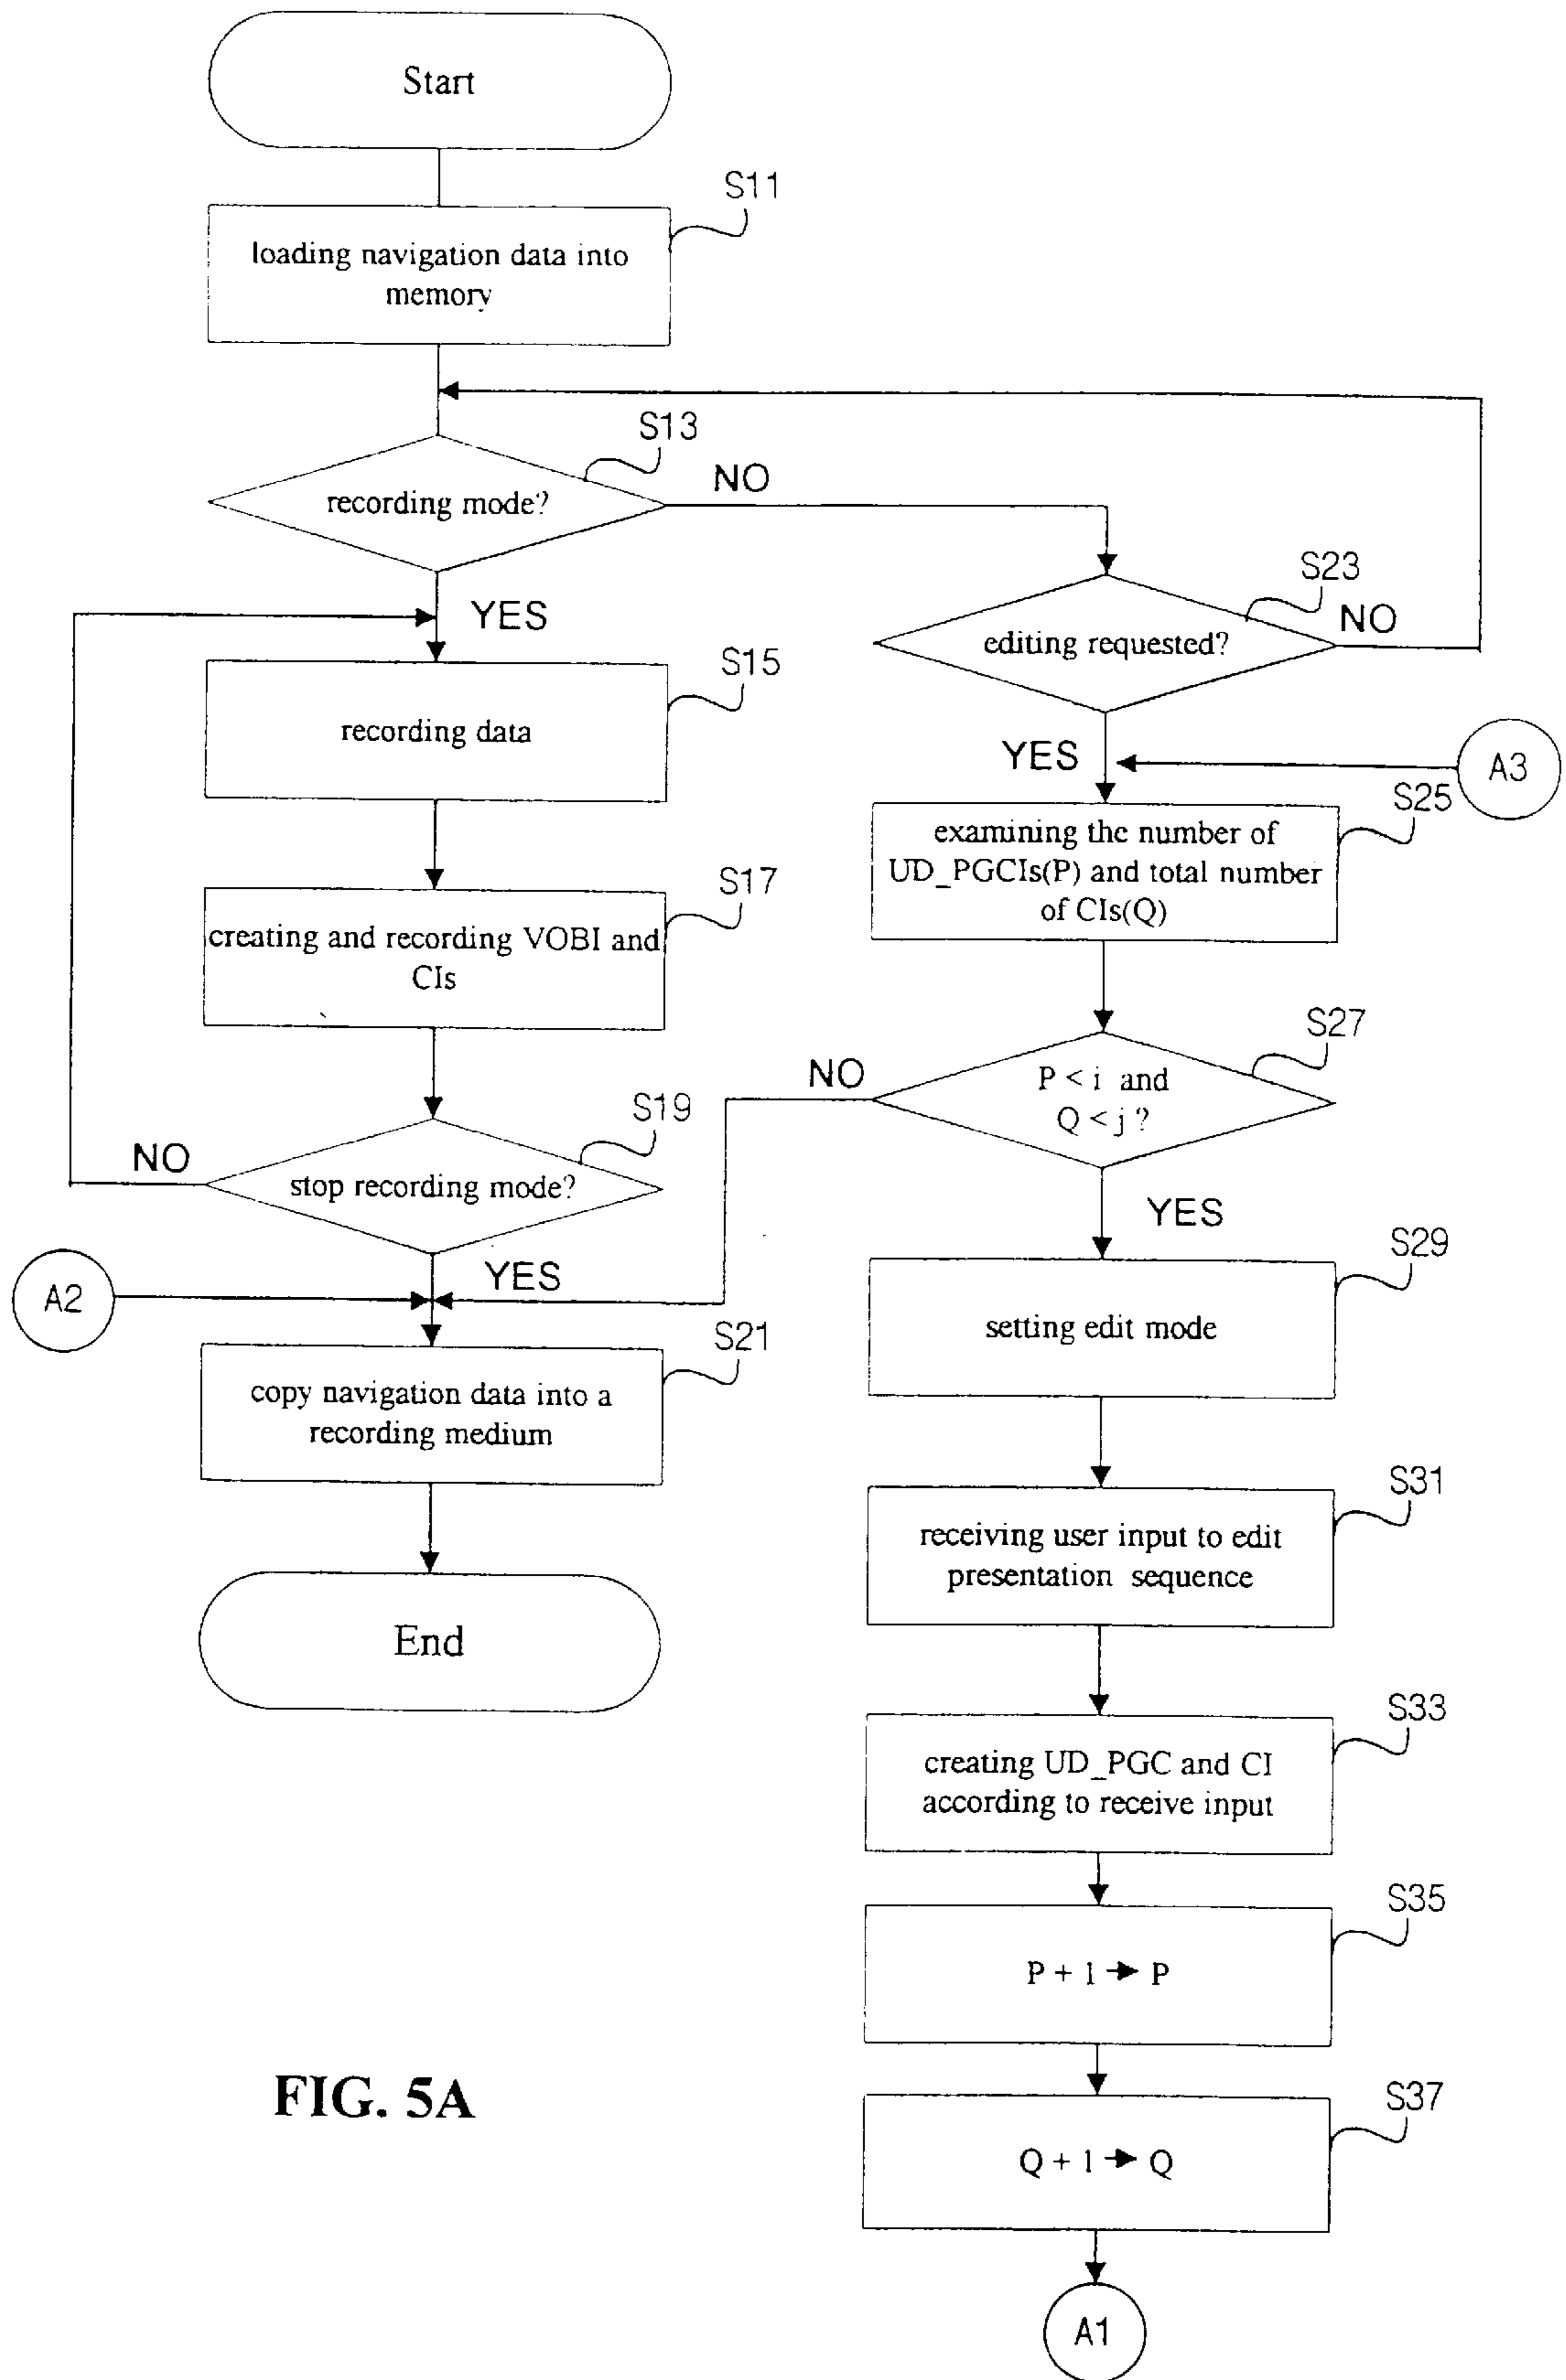 Start
S11
loading navigation data into
memory
S13
recording mode?
NO
YES
S15
recording data
S17
creating and recording VOBI and
CIs
S19
stop recording mode?
NO
YES
A2
S21
copy navigation data into a
recording medium
End
S23
editing requested?
NO
YES
A3
S25
examining the number of
UD_PGCIs(P) and total number
of CIs(Q)
S27
P < i and
Q < j ?
NO
YES
S29
setting edit mode
S31
receiving user input to edit
presentation sequence
S33
creating UD_PGC and CI
according to receive input
S35
P + 1 → P
S37
Q + 1 → Q
A1
FIG. 5A